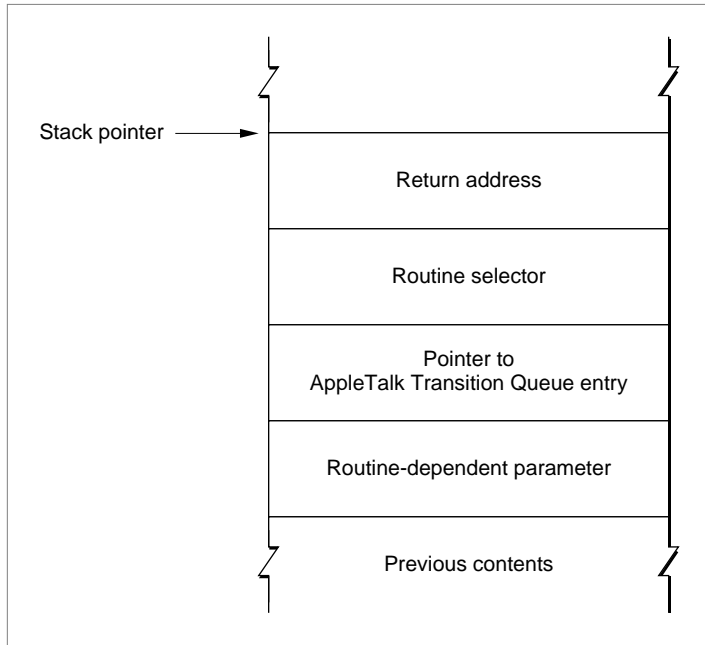 Stack pointer
Return address
Routine selector
Pointer to
AppleTalk Transition Queue entry
Routine-dependent parameter
Previous contents